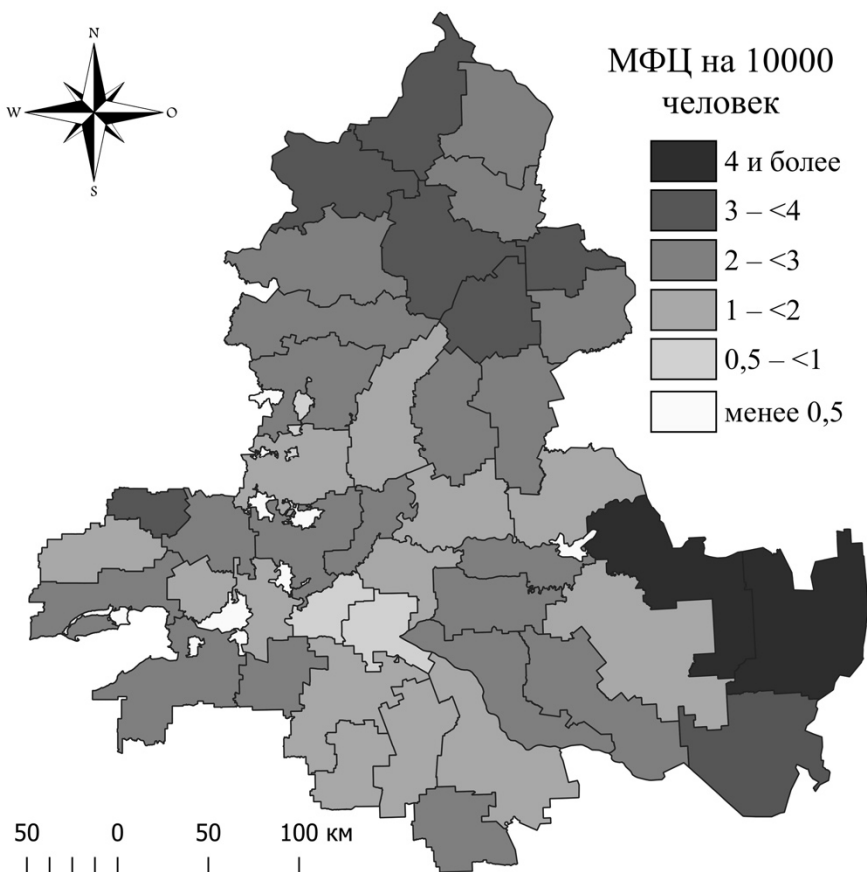 N
W O
S
МФЦ на 10000
человек
4 и более
3 – <4
2 – <3
1 – <2
0,5 – <1
менее 0,5
50 0 50 100 км